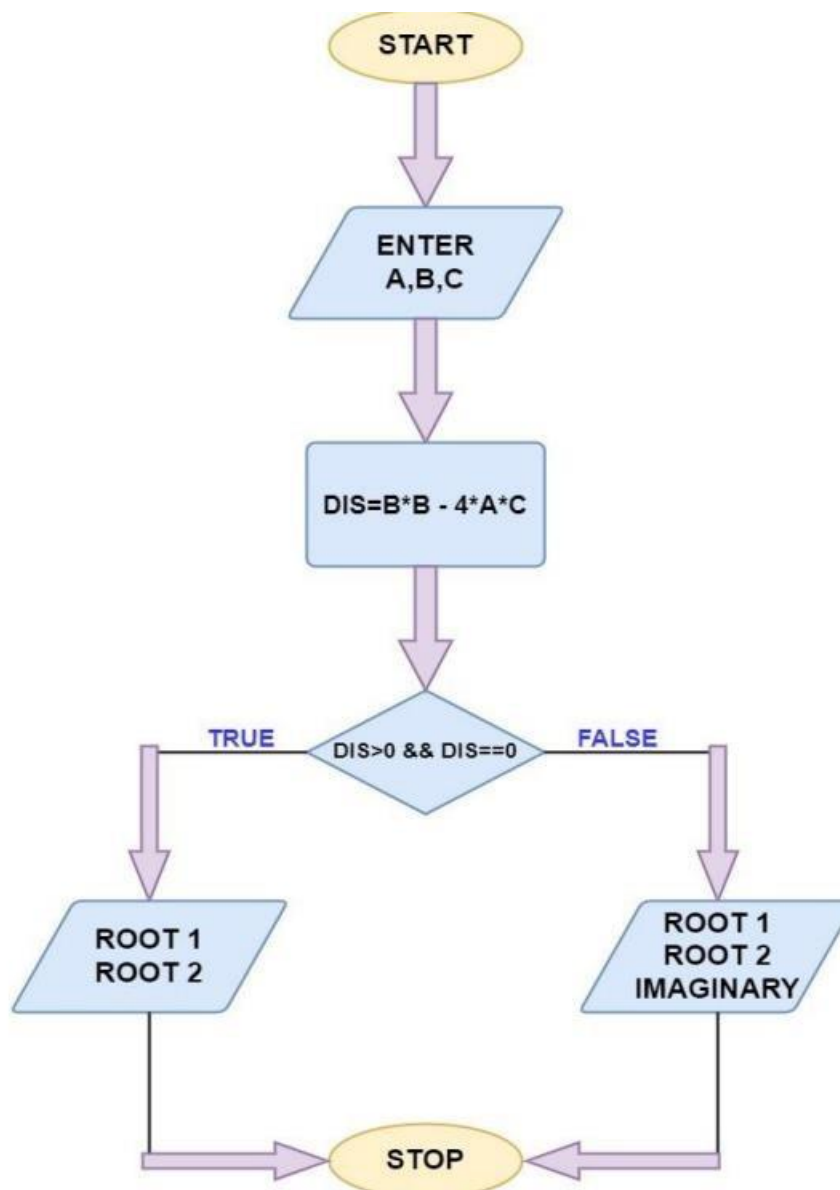 START
ENTER
A,B,C
DIS=B*B - 4*A*C
TRUE
DIS>0 && DIS==0
FALSE
ROOT 1
ROOT 2
ROOT 1
ROOT 2
IMAGINARY
STOP